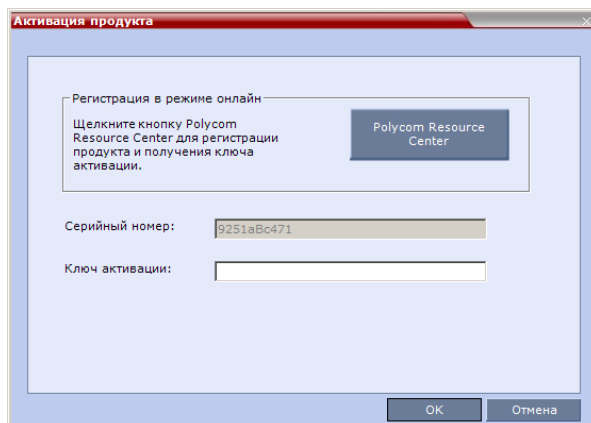 Активация продукта
Регистрация в режиме онлайн
Щелкните кнопку Polycom
Resource Center для регистрации
продукта и получения ключа
активации.
Polycom Resource
Center
Серийный номер:
9251aBc471
Ключ активации:
OK
Отмена